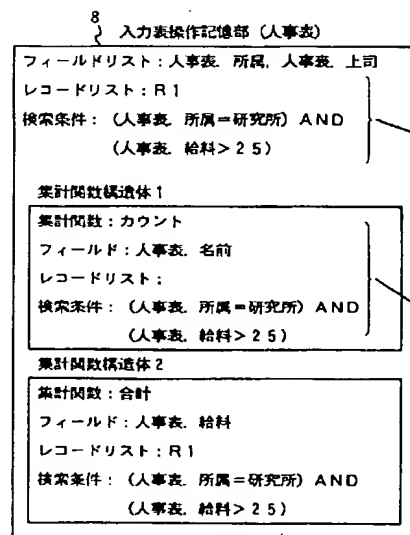 8
入力表操作記憶部（人事表）
フィールドリスト：人事表．所属，人事表．上司
レコードリスト：R1
検索条件：（人事表．所属＝研究所）AND
（人事表．給料＞25）
集計関数構造体1
集計関数：カウント
フィールド：人事表．名前
レコードリスト：
検索条件：（人事表．所属＝研究所）AND
（人事表．給料＞25）
集計関数構造体2
集計関数：合計
フィールド：人事表．給料
レコードリスト：R1
検索条件：（人事表．所属＝研究所）AND
（人事表．給料＞25）